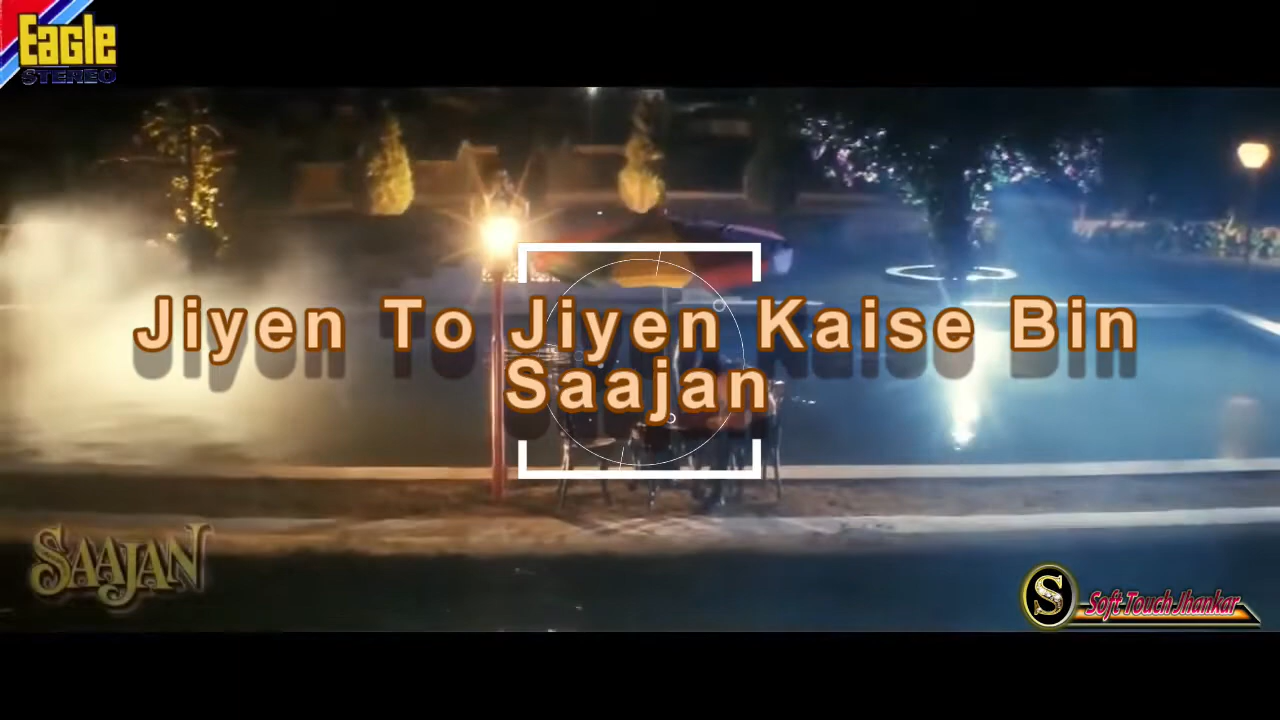 Eagle
STEREO
Jiyen To Jiyen Kaise Bin
Saajan
SAAJAN
S Soft Touch Jhankar